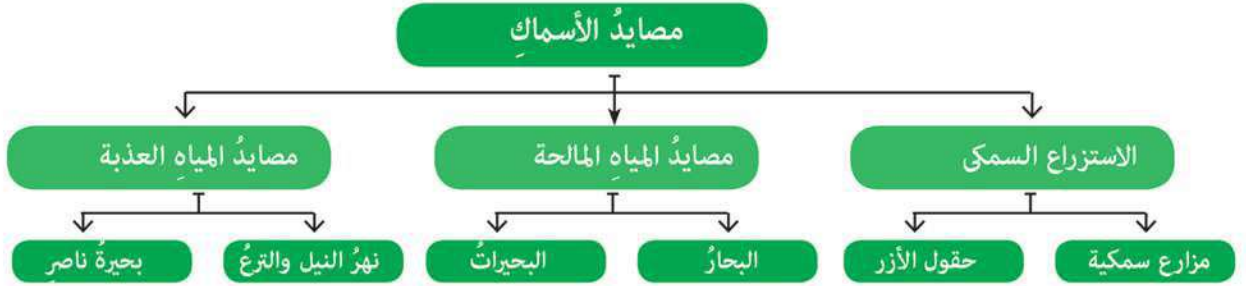 مصايدُ الأسماكِ
الاستزراع السمكى
مصايدُ المياهِ المالحة
مصايدُ المياهِ العذبة
مزارع سمكية
حقول الأزر
البحارُ
البحيراتُ
نهرُ النيل والترعُ
بحيرةُ ناصرِ